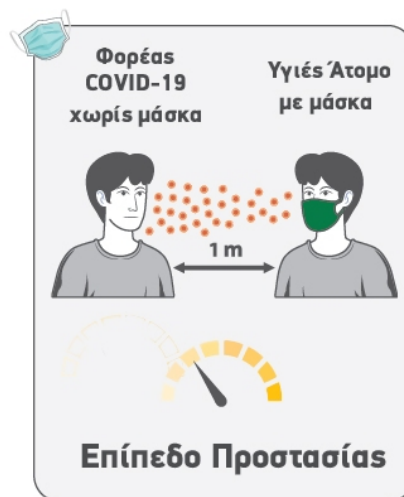 Φορέας
COVID-19
χωρίς μάσκα
Υγιές Άτομο
με μάσκα
1 m
Επίπεδο Προστασίας